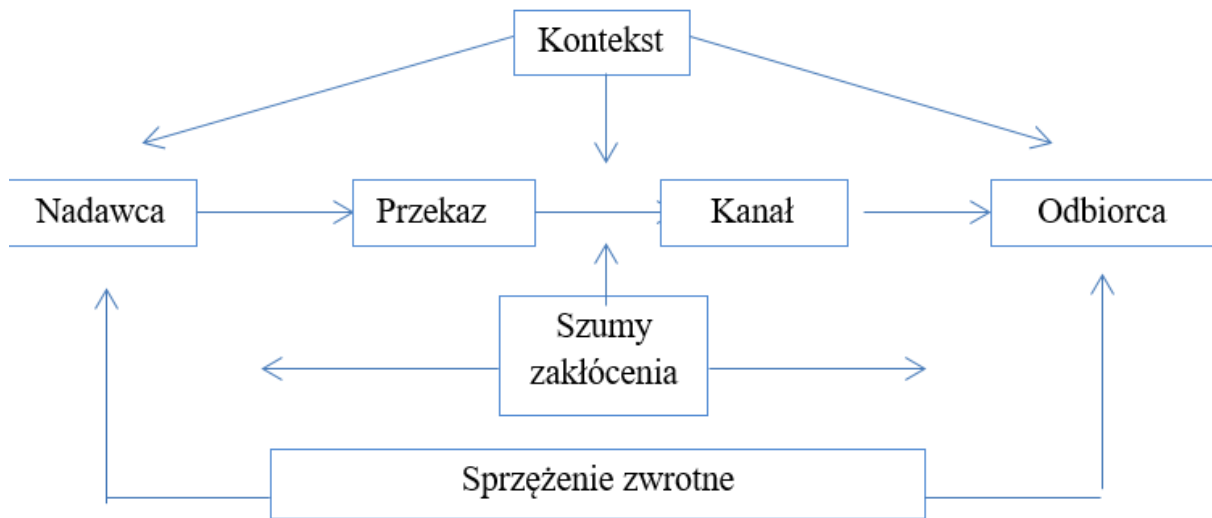 Kontekst
Nadawca
Przekaz
Kanał
Odbiorca
Szumy
zakłócenia
Sprzężenie zwrotne